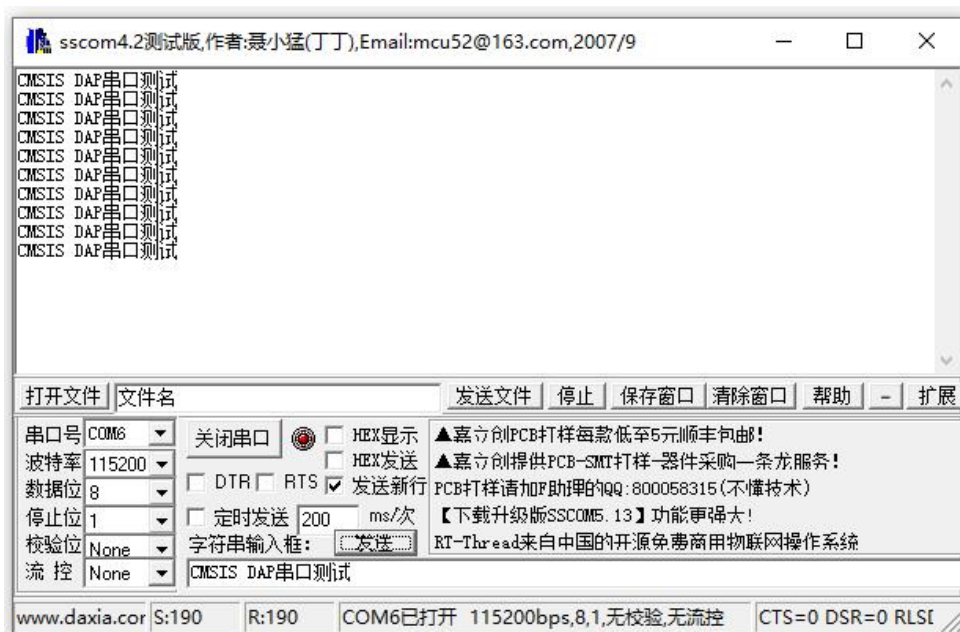 sscom4.2测试版,作者:聂小猛(丁丁),Email:mcu52@163.com,2007/9
CMSIS DAP串口测试
CMSIS DAP串口测试
CMSIS DAP串口测试
CMSIS DAP串口测试
CMSIS DAP串口测试
CMSIS DAP串口测试
CMSIS DAP串口测试
CMSIS DAP串口测试
CMSIS DAP串口测试
CMSIS DAP串口测试
打开文件 文件名 发送文件 停止 保存窗口 清除窗口 帮助 - 扩展
串口号 COM6 关闭串口 HEX显示 ▲嘉立创PCB打样每款低至5元顺丰包邮!
波特率 115200 HEX发送 ▲嘉立创提供PCB-SMT打样-器件采购一条龙服务!
数据位 8 DTR RTS 发送新行 PCB打样请加F助理的QQ:800058315(不懂技术)
停止位 1 定时发送 200 ms/次 【下载升级版SSCOM5.13】功能更强大!
校验位 None 字符串输入框: 发送 RT-Thread来自中国的开源免费商用物联网操作系统
流 控 None CMSIS DAP串口测试
www.daxia.cor S:190 R:190 COM6已打开 115200bps,8,1,无校验,无流控 CTS=0 DSR=0 RLSI